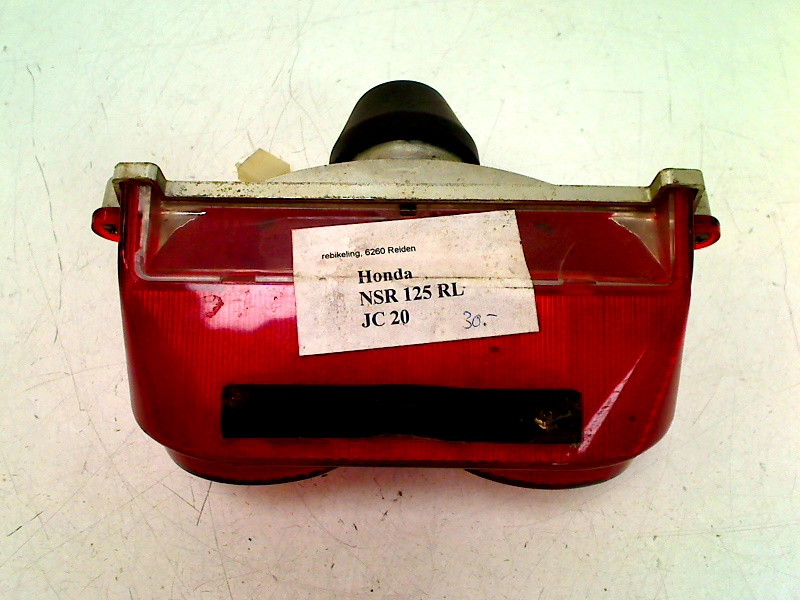 rebikeling, 6260 Reiden
Honda
NSR 125 RL
JC 20 30.-